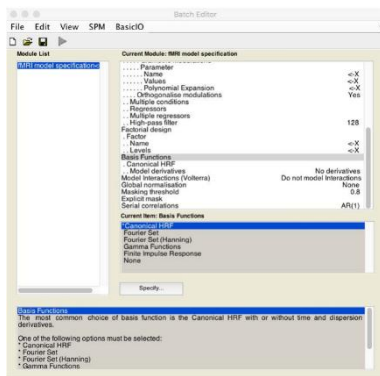 Batch Editor
File Edit View SPM BasicIO
Module List
fMRI model specification<-X
Current Module: fMRI model specification
. . . . . Parameter
. . . . . . Name <-X
. . . . . . Values <-X
. . . . . . Polynomial Expansion <-X
. . . . Orthogonalise modulations Yes
. . Multiple conditions
. . Regressors
. . Multiple regressors
. . High-pass filter 128
Factorial design
. Factor
. . Name <-X
. . Levels <-X
Basis Functions
. Canonical HRF
. . Model derivatives No derivatives
Model Interactions (Volterra) Do not model Interactions
Global normalisation None
Masking threshold 0.8
Explicit mask
Serial correlations AR(1)
Current Item: Basis Functions
*Canonical HRF
Fourier Set
Fourier Set (Hanning)
Gamma Functions
Finite Impulse Response
None
Specify...
Basis Functions
The most common choice of basis function is the Canonical HRF with or without time and dispersion
derivatives.
One of the following options must be selected:
* Canonical HRF
* Fourier Set
* Fourier Set (Hanning)
* Gamma Functions